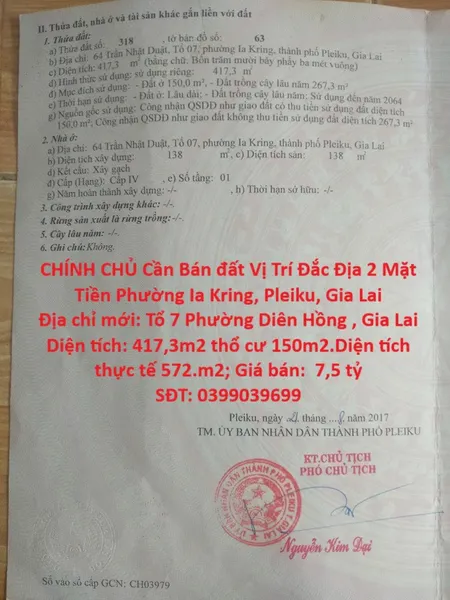 II. Thửa đất, nhà ở và tài sản khác gắn liền với đất
1. Thửa đất:
a) Thửa đất số: 318 , tờ bản đồ số: 63
b) Địa chỉ: 64 Trần Nhật Duật, Tổ 07, phường Ia Kring, thành phố Pleiku, Gia Lai
c) Diện tích: 417,3 m² (bằng chữ: Bốn trăm mười bảy phẩy ba mét vuông)
d) Hình thức sử dụng: sử dụng riêng: 417,3 m²
đ) Mục đích sử dụng: - Đất ở 150,0 m², - Đất trồng cây lâu năm 267,3 m²
e) Thời hạn sử dụng: - Đất ở: Lâu dài; - Đất trồng cây lâu năm: Sử dụng đến năm 2064
g) Nguồn gốc sử dụng: Công nhận QSDĐ như giao đất có thu tiền sử dụng đất diện tích
150,0 m², Công nhận QSDĐ như giao đất không thu tiền sử dụng đất diện tích 267,3 m²
2. Nhà ở:
a) Địa chỉ: 64 Trần Nhật Duật, Tổ 07, phường Ia Kring, thành phố Pleiku, Gia Lai
b) Diện tích xây dựng: 138 m², c) Diện tích sàn: 138 m²
d) Kết cấu: Xây gạch
đ) Cấp (Hạng): Cấp IV , e) Số tầng: 01
g) Năm hoàn thành xây dựng: -/- h) Thời hạn sở hữu: -/-
3. Công trình xây dựng khác: -/-
4. Rừng sản xuất là rừng trồng: -/-
5. Cây lâu năm: -/-
6. Ghi chú: Không.
CHÍNH CHỦ Cần Bán đất Vị Trí Đắc Địa 2 Mặt
Tiền Phường Ia Kring, Pleiku, Gia Lai
Địa chỉ mới: Tổ 7 Phường Diên Hồng , Gia Lai
Diện tích: 417,3m2 thổ cư 150m2.Diện tích
thực tế 572.m2; Giá bán: 7,5 tỷ
SĐT: 0399039699
Pleiku, ngày tháng 8 năm 2017
TM. ỦY BAN NHÂN DÂN THÀNH PHỐ PLEIKU
KT.CHỦ TỊCH
PHÓ CHỦ TỊCH
ỦY BAN NHÂN DÂN THÀNH PHỐ PLEIKU T. GIA LAI
Nguyễn Kim Đại
Số vào sổ cấp GCN: CH03979